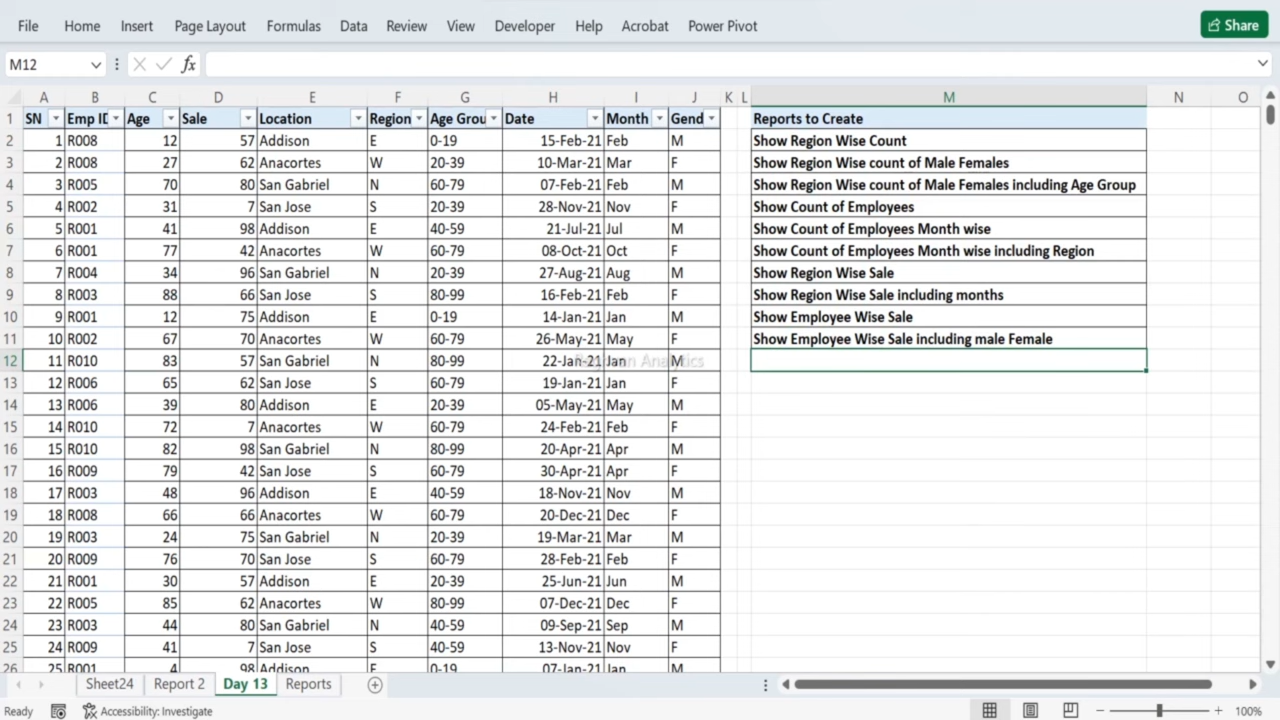 File Home Insert Page Layout Formulas Data Review View Developer Help Acrobat Power Pivot Share
M12 fx
A B C D E F G H I J K L M N O
1 SN Emp ID Age Sale Location Region Age Grou Date Month Gend Reports to Create
2 1 R008 12 57 Addison E 0-19 15-Feb-21 Feb M Show Region Wise Count
3 2 R008 27 62 Anacortes W 20-39 10-Mar-21 Mar F Show Region Wise count of Male Females
4 3 R005 70 80 San Gabriel N 60-79 07-Feb-21 Feb M Show Region Wise count of Male Females including Age Group
5 4 R002 31 7 San Jose S 20-39 28-Nov-21 Nov F Show Count of Employees
6 5 R001 41 98 Addison E 40-59 21-Jul-21 Jul M Show Count of Employees Month wise
7 6 R001 77 42 Anacortes W 60-79 08-Oct-21 Oct F Show Count of Employees Month wise including Region
8 7 R004 34 96 San Gabriel N 20-39 27-Aug-21 Aug M Show Region Wise Sale
9 8 R003 88 66 San Jose S 80-99 16-Feb-21 Feb F Show Region Wise Sale including months
10 9 R001 12 75 Addison E 0-19 14-Jan-21 Jan M Show Employee Wise Sale
11 10 R002 67 70 Anacortes W 60-79 26-May-21 May F Show Employee Wise Sale including male Female
12 11 R010 83 57 San Gabriel N 80-99 22-Jan-21 Jan M
13 12 R006 65 62 San Jose S 60-79 19-Jan-21 Jan F
14 13 R006 39 80 Addison E 20-39 05-May-21 May M
15 14 R010 72 7 Anacortes W 60-79 24-Feb-21 Feb F
16 15 R010 82 98 San Gabriel N 80-99 20-Apr-21 Apr M
17 16 R009 79 42 San Jose S 60-79 30-Apr-21 Apr F
18 17 R003 48 96 Addison E 40-59 18-Nov-21 Nov M
19 18 R008 66 66 Anacortes W 60-79 20-Dec-21 Dec F
20 19 R003 24 75 San Gabriel N 20-39 19-Mar-21 Mar M
21 20 R009 76 70 San Jose S 60-79 28-Feb-21 Feb F
22 21 R001 30 57 Addison E 20-39 25-Jun-21 Jun M
23 22 R005 85 62 Anacortes W 80-99 07-Dec-21 Dec F
24 23 R003 44 80 San Gabriel N 40-59 09-Sep-21 Sep M
25 24 R009 41 7 San Jose S 40-59 13-Nov-21 Nov F
26 25 R001 4 98 Addison E 0-19 07-Jan-21 Jan M
Sheet24 Report 2 Day 13 Reports
Ready Accessibility: Investigate 100%